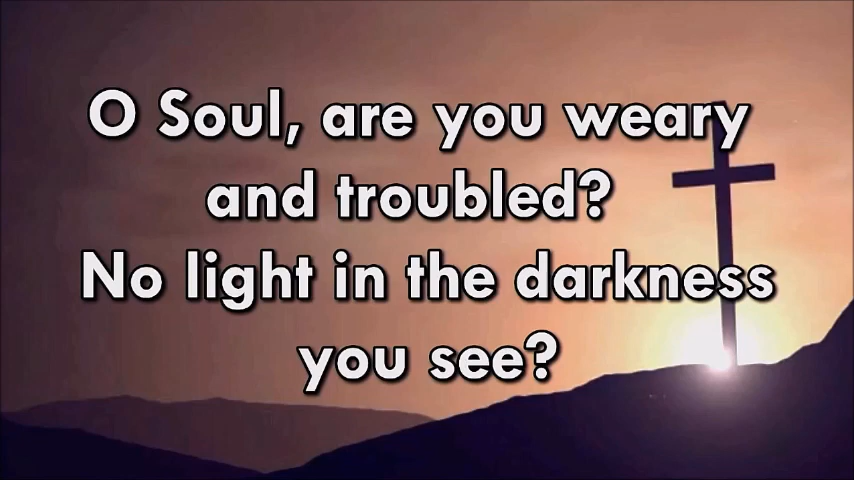 O Soul, are you weary
and troubled?
No light in the darkness
you see?